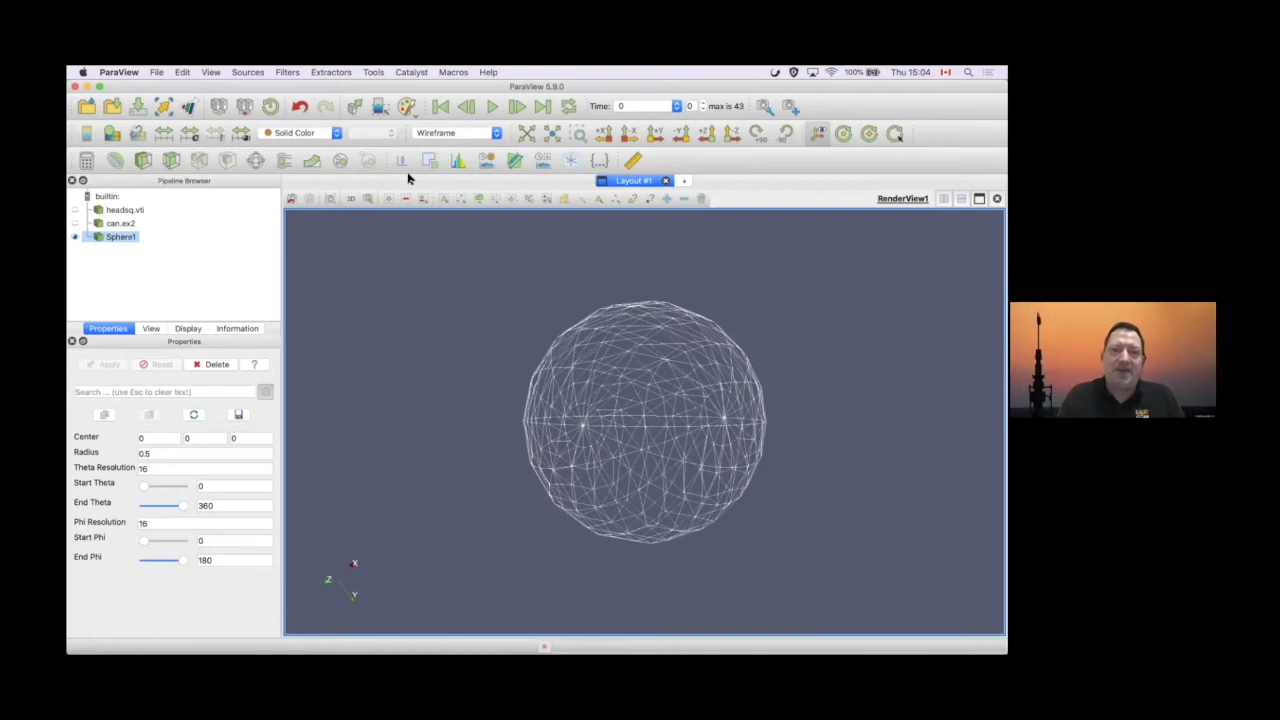 ParaView File Edit View Sources Filters Extractors Tools Catalyst Macros Help 100% Thu 15:04
ParaView 5.9.0
Time: 0 0 max is 43
Solid Color Wireframe +X -X +Y -Y +Z -Z +90 -90
Pipeline Browser Layout #1 +
builtin: 3D RenderView1
headsq.vti
can.ex2
Sphere1
Properties View Display Information
Properties
Apply Reset Delete ?
Search ... (use Esc to clear text)
Center 0 0 0
Radius 0.5
Theta Resolution 16
Start Theta 0
End Theta 360
Phi Resolution 16
Start Phi 0
End Phi 180
X
Z
Y